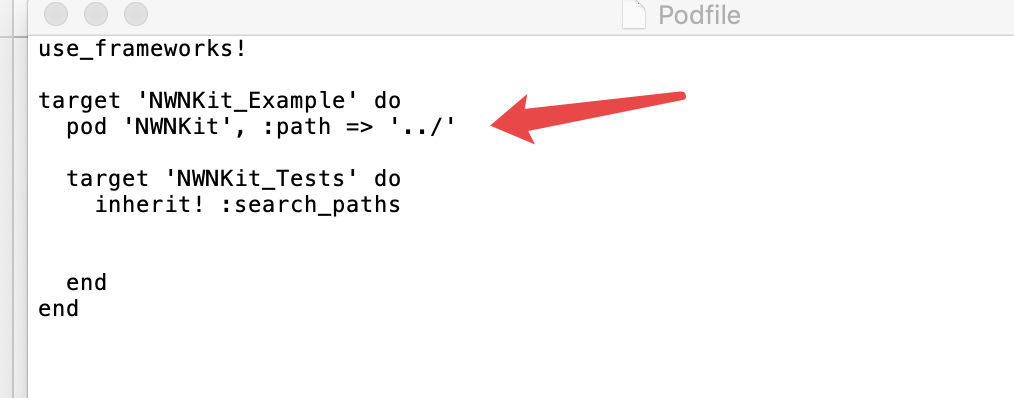 Podfile
use_frameworks!
target 'NWNKit_Example' do
  pod 'NWNKit', :path => '../'
  target 'NWNKit_Tests' do
    inherit! :search_paths
  end
end